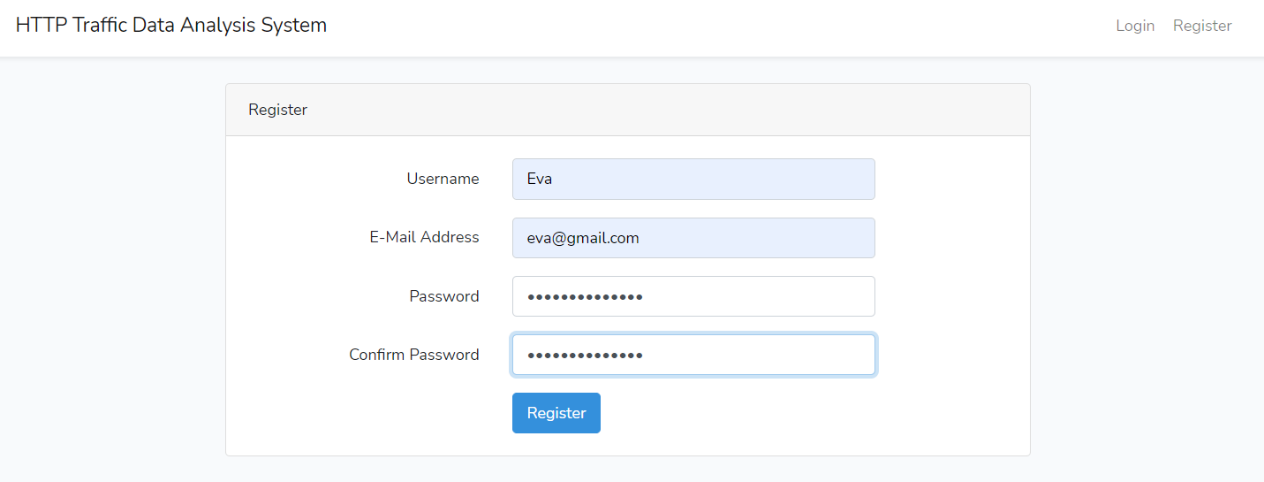 HTTP Traffic Data Analysis System
Login Register
Register
Username Eva
E-Mail Address eva@gmail.com
Password ••••••••••••••
Confirm Password ••••••••••••••
Register